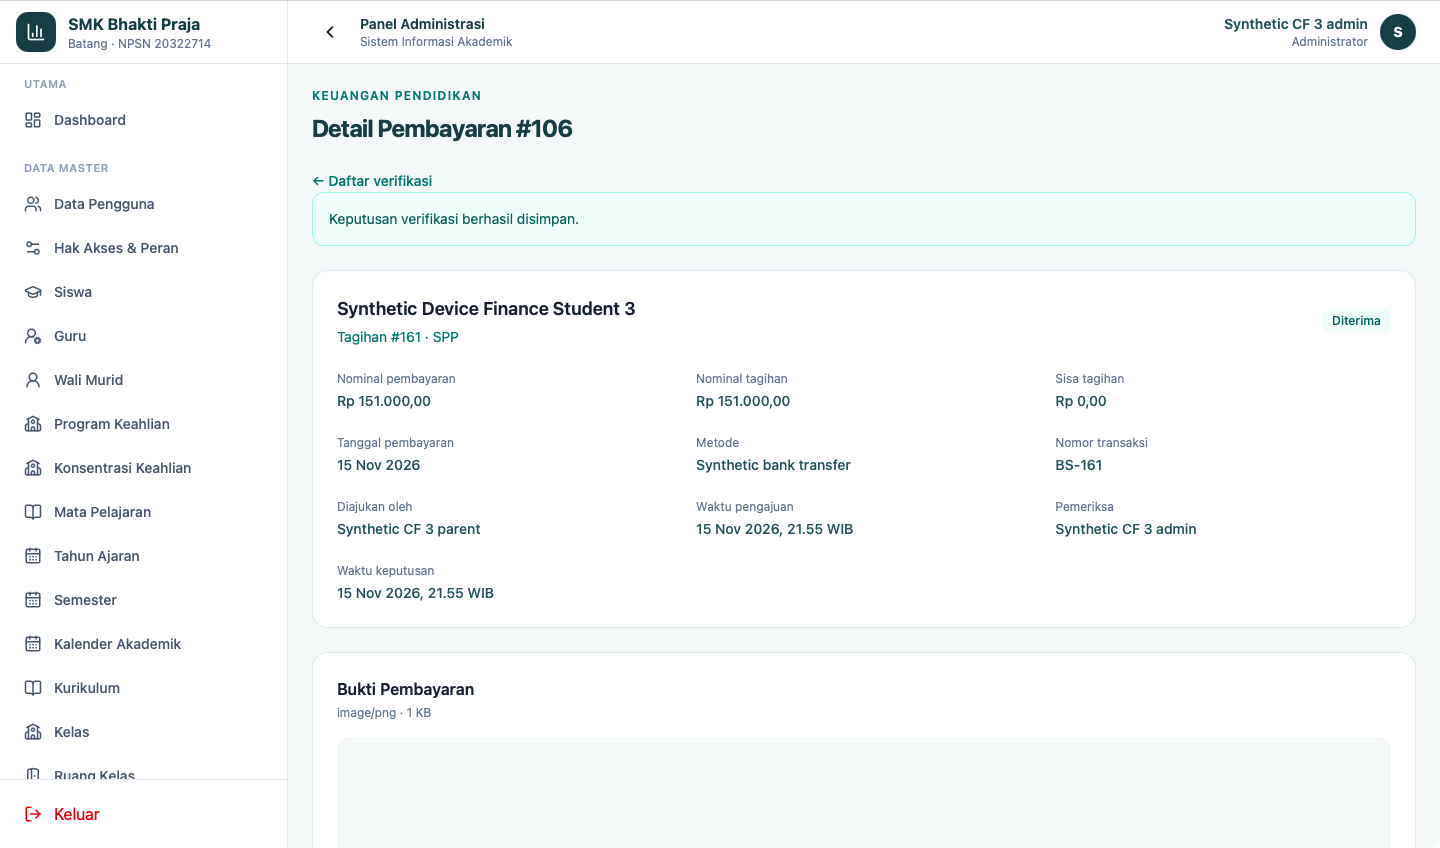 SMK Bhakti Praja
Batang · NPSN 20322714
Panel Administrasi
Sistem Informasi Akademik
Synthetic CF 3 admin
Administrator
S
UTAMA
Dashboard
DATA MASTER
Data Pengguna
Hak Akses & Peran
Siswa
Guru
Wali Murid
Program Keahlian
Konsentrasi Keahlian
Mata Pelajaran
Tahun Ajaran
Semester
Kalender Akademik
Kurikulum
Kelas
Ruang Kelas
Keluar
KEUANGAN PENDIDIKAN
Detail Pembayaran #106
← Daftar verifikasi
Keputusan verifikasi berhasil disimpan.
Synthetic Device Finance Student 3
Tagihan #161 · SPP
Diterima
Nominal pembayaran
Rp 151.000,00
Nominal tagihan
Rp 151.000,00
Sisa tagihan
Rp 0,00
Tanggal pembayaran
15 Nov 2026
Metode
Synthetic bank transfer
Nomor transaksi
BS-161
Diajukan oleh
Synthetic CF 3 parent
Waktu pengajuan
15 Nov 2026, 21.55 WIB
Pemeriksa
Synthetic CF 3 admin
Waktu keputusan
15 Nov 2026, 21.55 WIB
Bukti Pembayaran
image/png · 1 KB